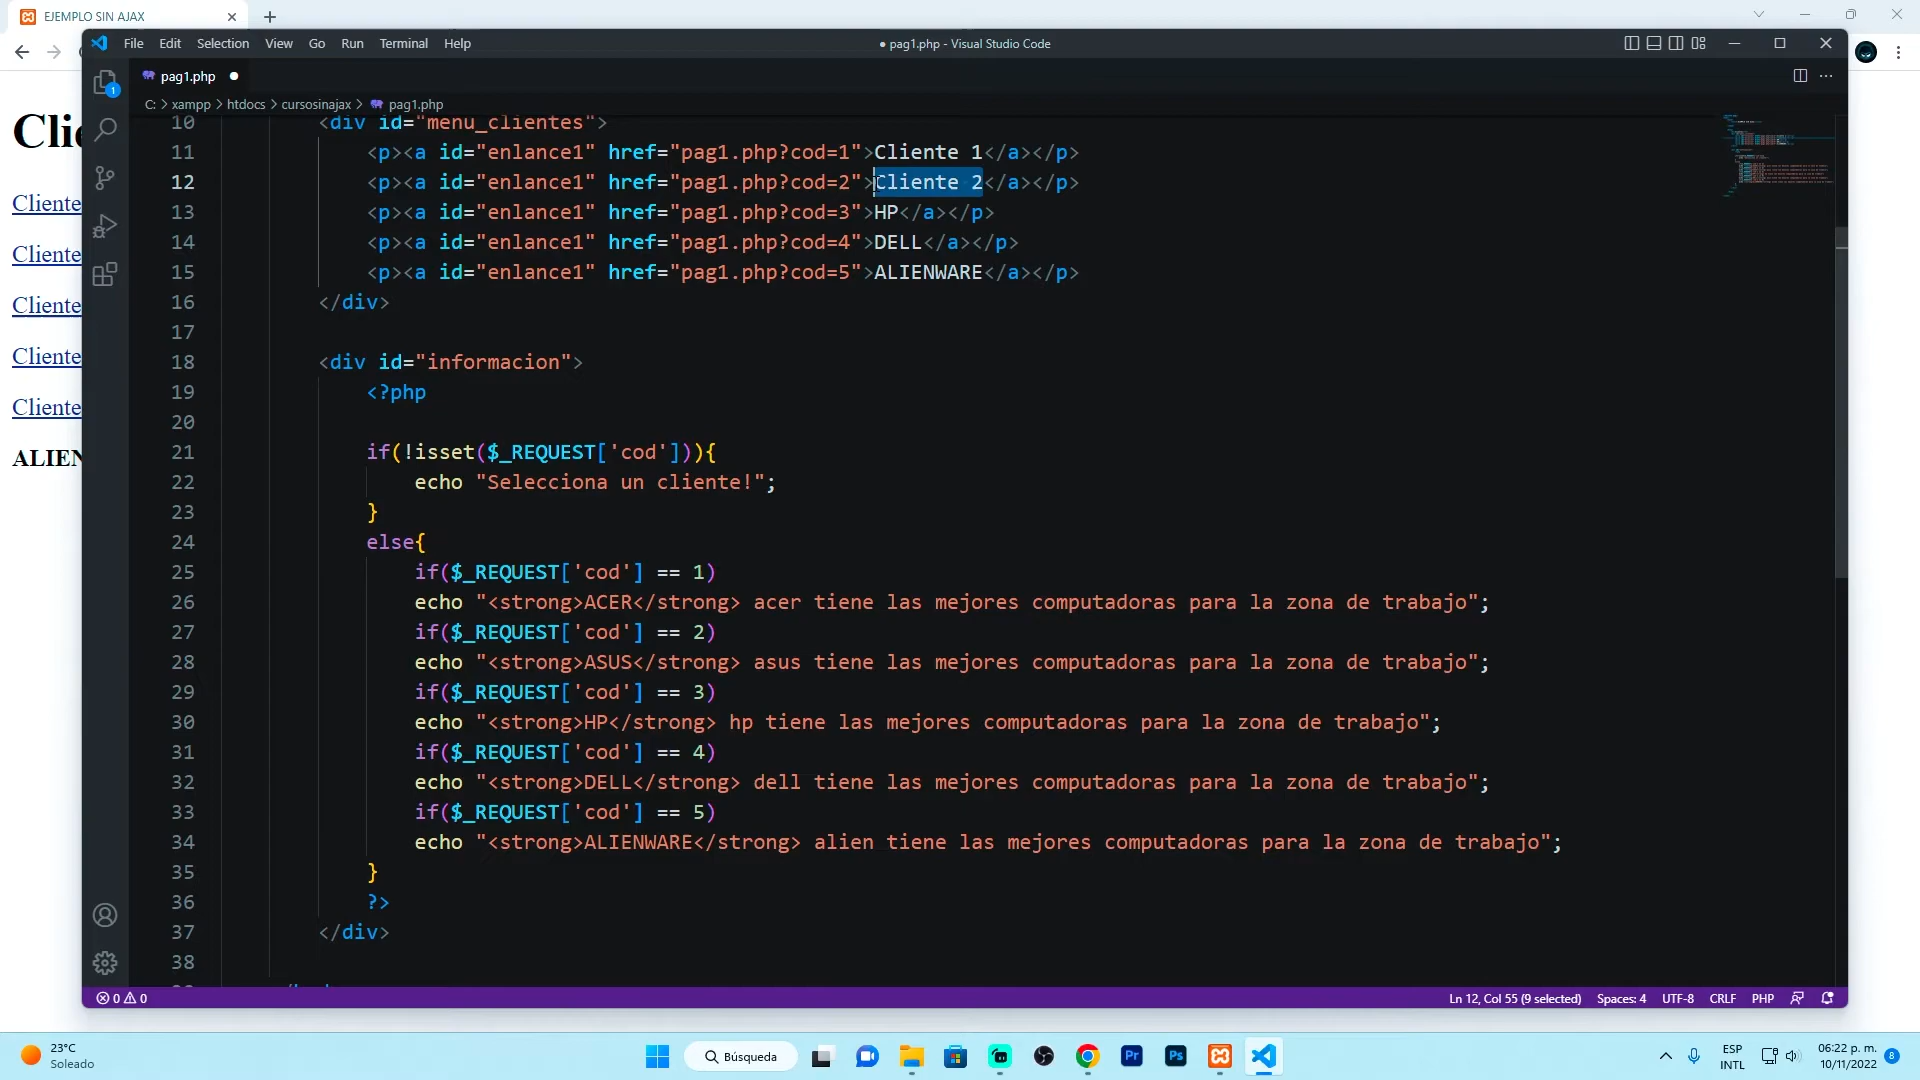 EJEMPLO SIN AJAX
File Edit Selection View Go Run Terminal Help
● pag1.php - Visual Studio Code
pag1.php ●
C: > xampp > htdocs > cursosinajax > pag1.php
10 <div id="menu_clientes">
11 <p><a id="enlance1" href="pag1.php?cod=1">Cliente 1</a></p>
12 <p><a id="enlance1" href="pag1.php?cod=2">Cliente 2</a></p>
13 <p><a id="enlance1" href="pag1.php?cod=3">HP</a></p>
14 <p><a id="enlance1" href="pag1.php?cod=4">DELL</a></p>
15 <p><a id="enlance1" href="pag1.php?cod=5">ALIENWARE</a></p>
16 </div>
17
18 <div id="informacion">
19 <?php
20
21 if(!isset($_REQUEST['cod'])){
22 echo "Selecciona un cliente!";
23 }
24 else{
25 if($_REQUEST['cod'] == 1)
26 echo "<strong>ACER</strong> acer tiene las mejores computadoras para la zona de trabajo";
27 if($_REQUEST['cod'] == 2)
28 echo "<strong>ASUS</strong> asus tiene las mejores computadoras para la zona de trabajo";
29 if($_REQUEST['cod'] == 3)
30 echo "<strong>HP</strong> hp tiene las mejores computadoras para la zona de trabajo";
31 if($_REQUEST['cod'] == 4)
32 echo "<strong>DELL</strong> dell tiene las mejores computadoras para la zona de trabajo";
33 if($_REQUEST['cod'] == 5)
34 echo "<strong>ALIENWARE</strong> alien tiene las mejores computadoras para la zona de trabajo";
35 }
36 ?>
37 </div>
38
Clie
Cliente
Cliente
Cliente
Cliente
Cliente
ALIEN
1
0 0
Ln 12, Col 55 (9 selected) Spaces: 4 UTF-8 CRLF PHP
23°C
Soleado
Búsqueda
Pr
Ps
ESP
INTL
06:22 p. m.
10/11/2022
8